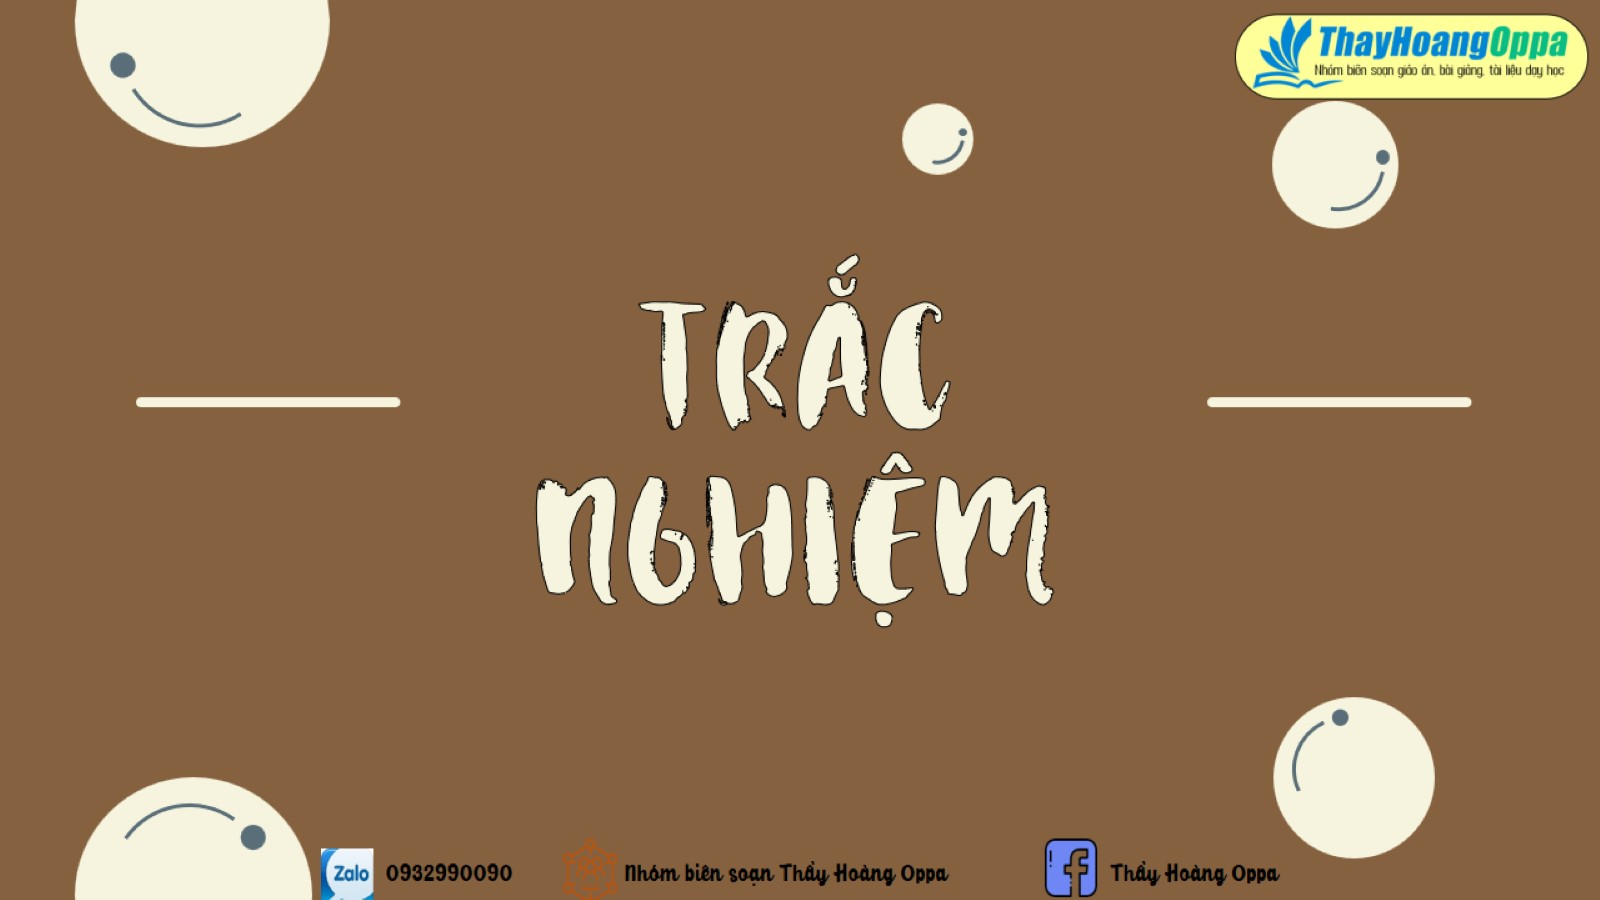 ThayHoangOppa
Nhóm biên soạn giáo án, bài giảng, tài liệu dạy học
TRẮC
NGHIỆM
Zalo 0932990090 Nhóm biên soạn Thầy Hoàng Oppa Thầy Hoàng Oppa